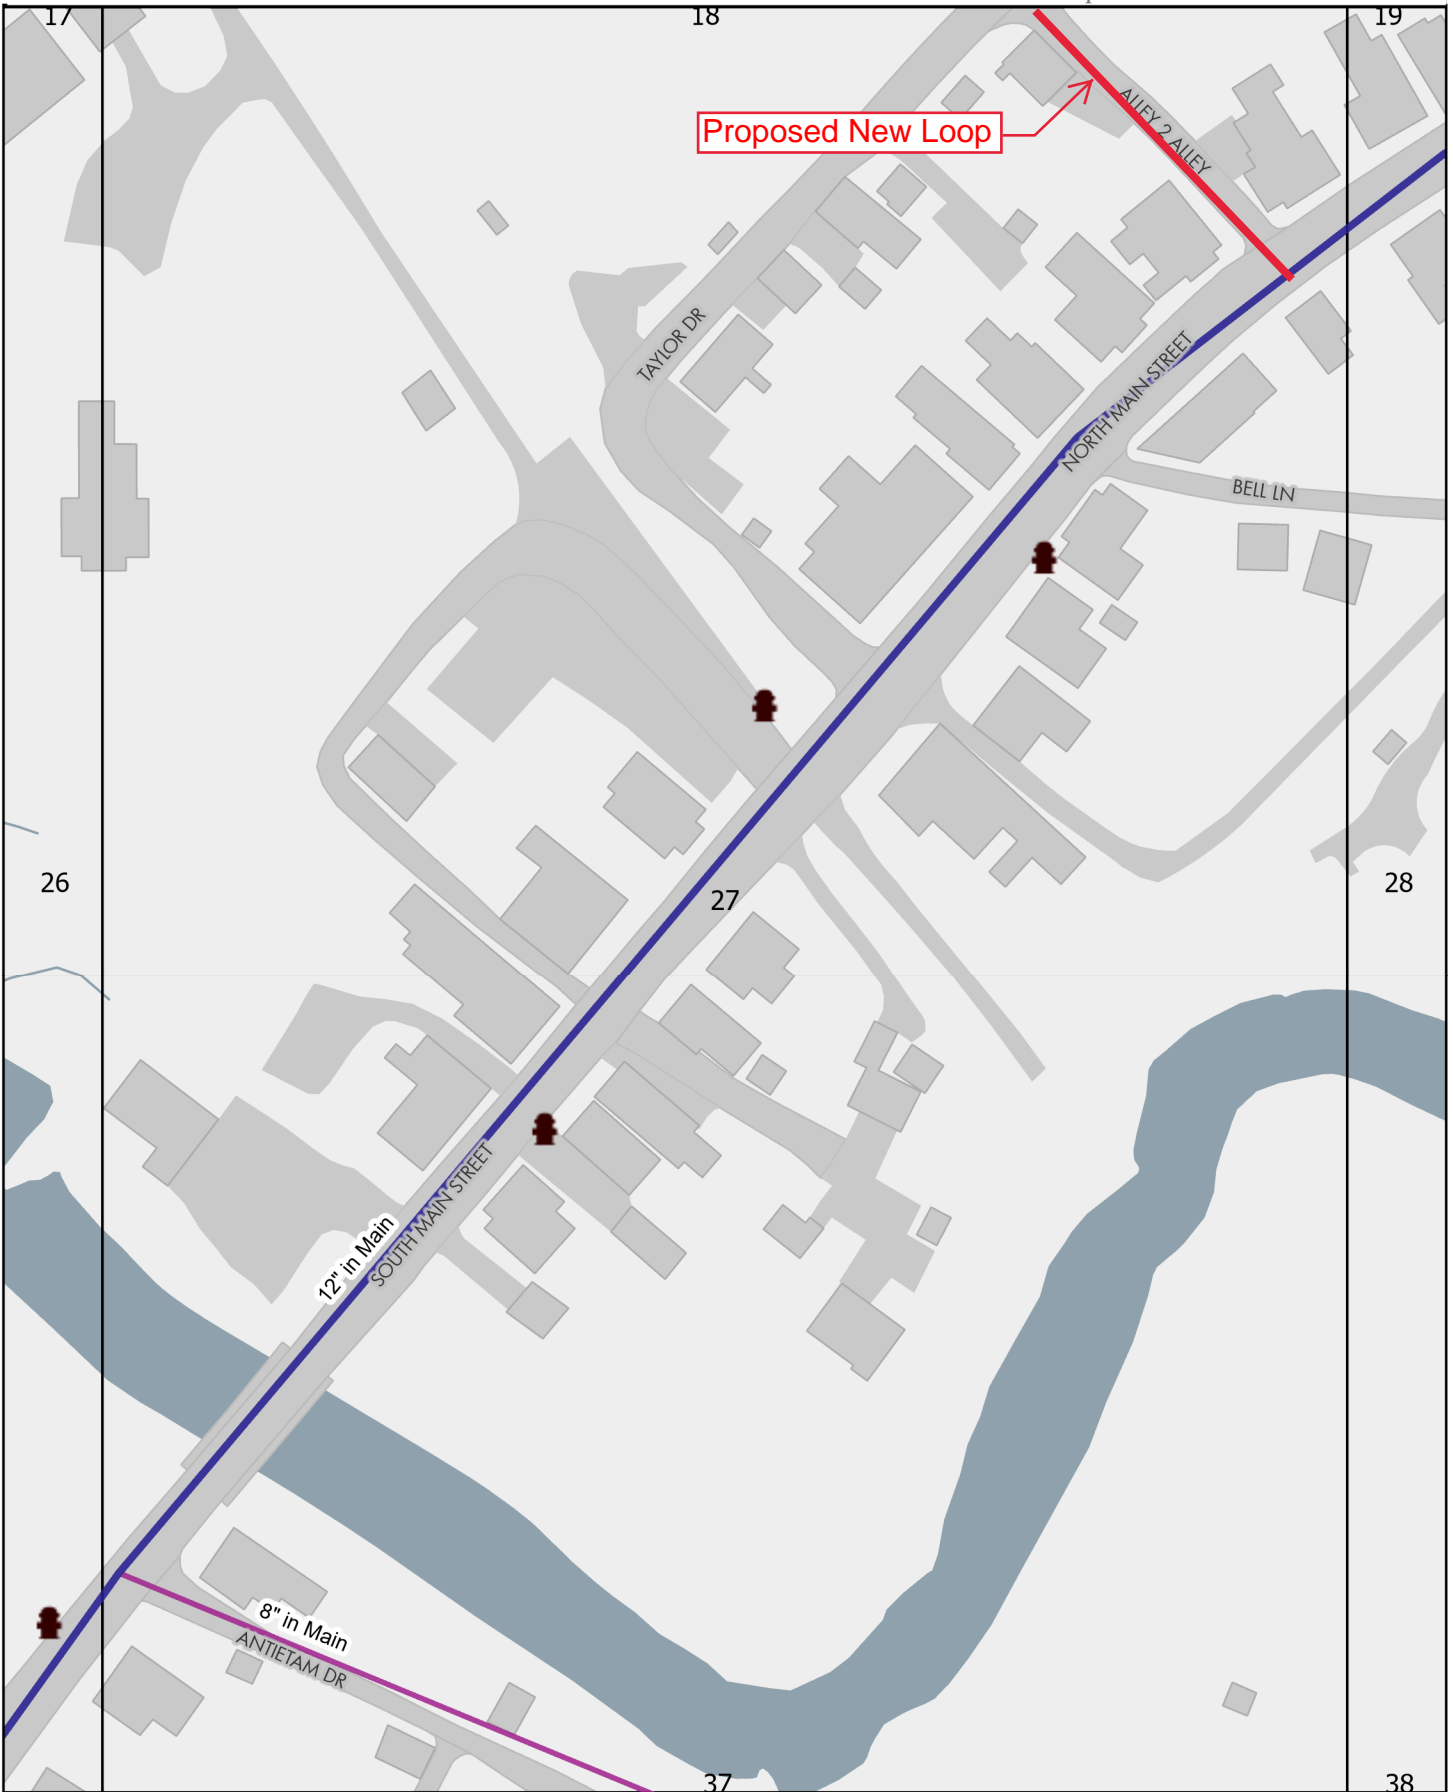 17
18
19
Proposed New Loop
ALLEY 2 ALLEY
TAYLOR DR
NORTH MAIN STREET
BELL LN
26
27
28
12" in Main
SOUTH MAIN STREET
8" in Main
ANTIETAM DR
37
38